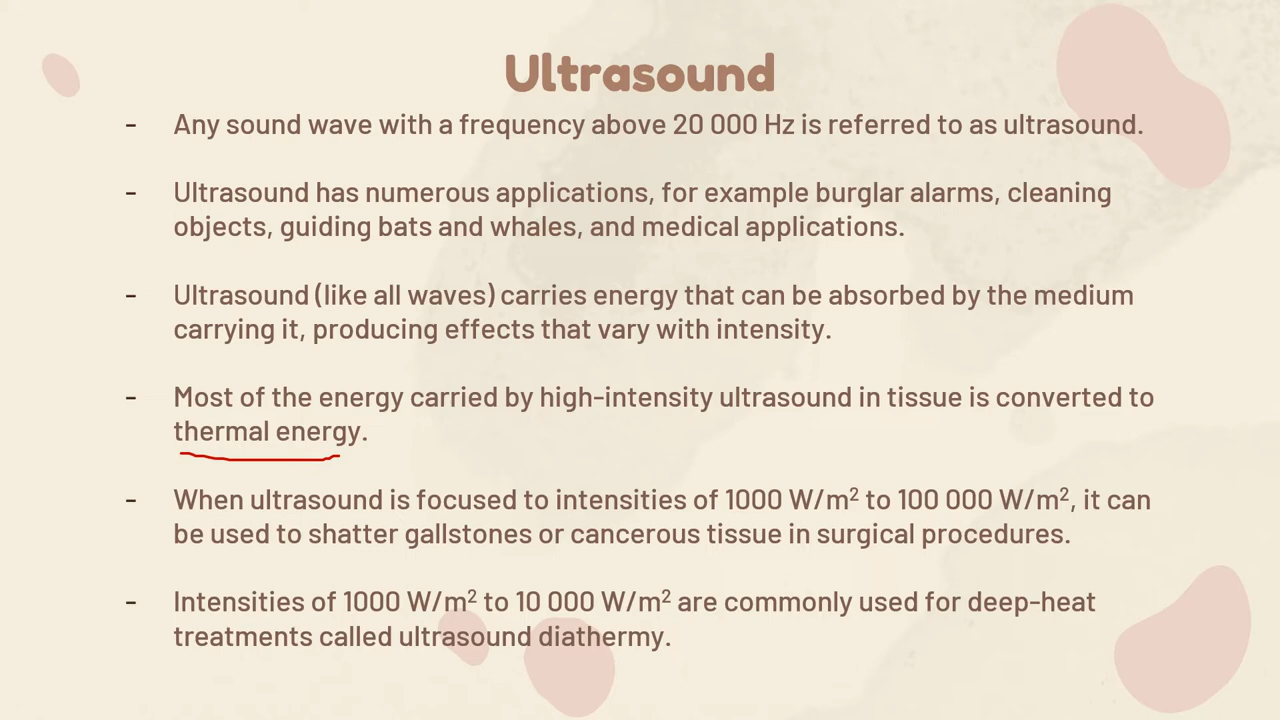 Ultrasound
- Any sound wave with a frequency above 20 000 Hz is referred to as ultrasound.
- Ultrasound has numerous applications, for example burglar alarms, cleaning
objects, guiding bats and whales, and medical applications.
- Ultrasound (like all waves) carries energy that can be absorbed by the medium
carrying it, producing effects that vary with intensity.
- Most of the energy carried by high-intensity ultrasound in tissue is converted to
thermal energy.
- When ultrasound is focused to intensities of 1000 W/m² to 100 000 W/m², it can
be used to shatter gallstones or cancerous tissue in surgical procedures.
- Intensities of 1000 W/m² to 10 000 W/m² are commonly used for deep-heat
treatments called ultrasound diathermy.